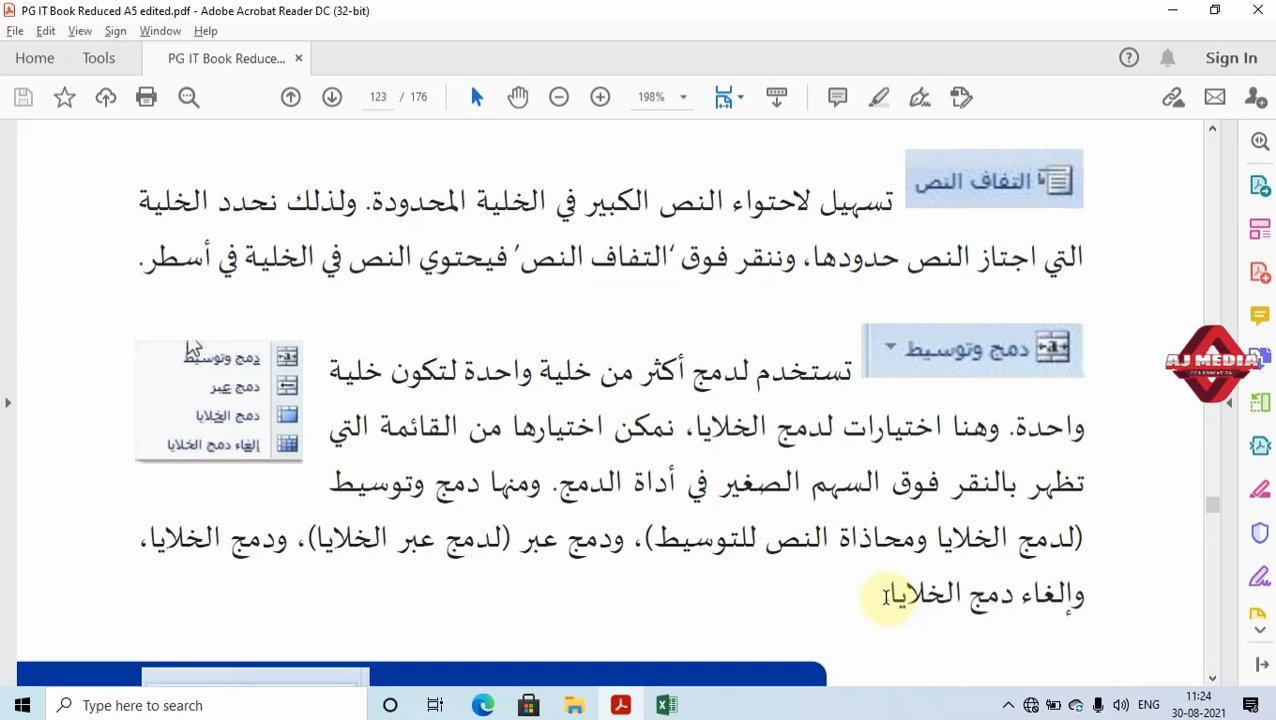 PG IT Book Reduced A5 edited.pdf - Adobe Acrobat Reader DC (32-bit)
File Edit View Sign Window Help
Home Tools PG IT Book Reduce... × Sign In
123 / 176 198%
التفاف النص
تسهيل لاحتواء النص الكبير في الخلية المحدودة. ولذلك نحدد الخلية
التي اجتاز النص حدودها، وننقر فوق ‘التفاف النص’ فيحتوي النص في الخلية في أسطر.
دمج وتوسيط
تستخدم لدمج أكثر من خلية واحدة لتكون خلية
واحدة. وهنا اختيارات لدمج الخلايا، نمكن اختيارها من القائمة التي
تظهر بالنقر فوق السهم الصغير في أداة الدمج. ومنها دمج وتوسيط
(لدمج الخلايا ومحاذاة النص للتوسيط)، ودمج عبر (لدمج عبر الخلايا)، ودمج الخلايا،
وإلغاء دمج الخلايا.
دمج وتوسيط
دمج عبر
دمج الخلايا
إلغاء دمج الخلايا
AJ MEDIA
FOR EDUCATION
Type here to search
ENG
11:24
30-08-2021